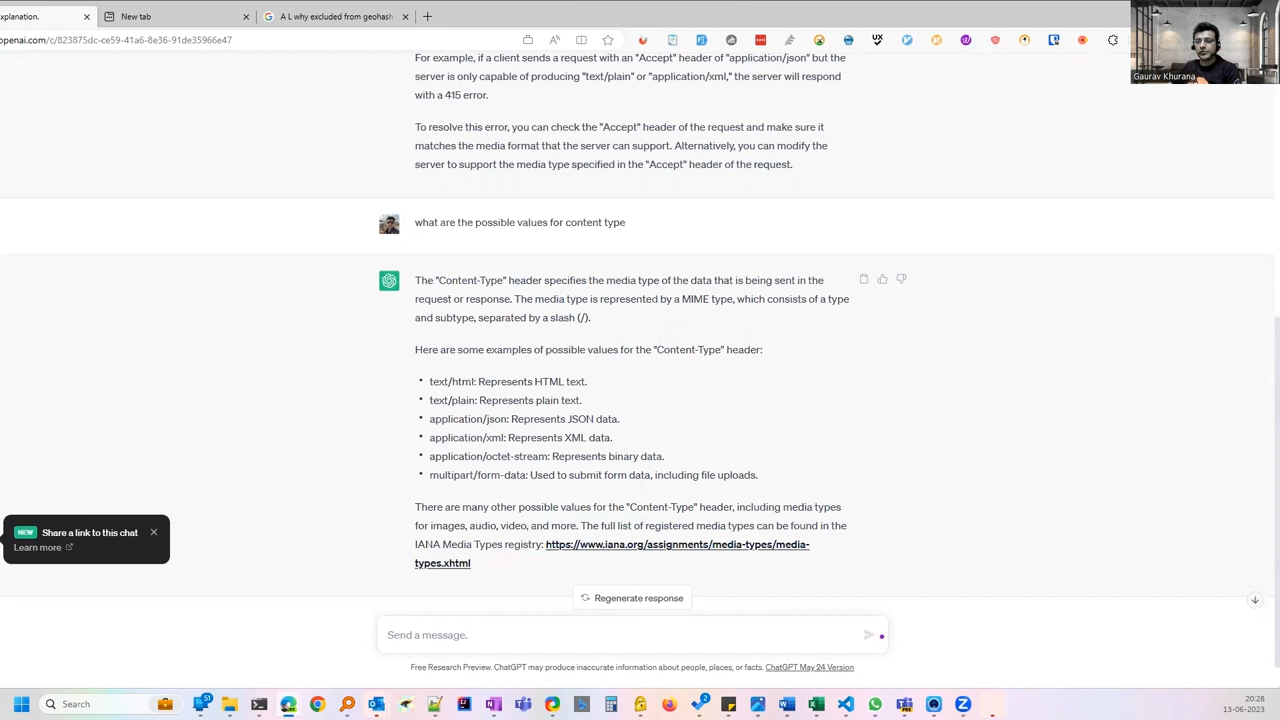 xplanation.
New tab
A L why excluded from geohash
openai.com/c/823875dc-ce59-41a6-8e36-91de35966e47
For example, if a client sends a request with an "Accept" header of "application/json" but the
server is only capable of producing "text/plain" or "application/xml," the server will respond
with a 415 error.
Gaurav Khurana
To resolve this error, you can check the "Accept" header of the request and make sure it
matches the media format that the server can support. Alternatively, you can modify the
server to support the media type specified in the "Accept" header of the request.
what are the possible values for content type
The "Content-Type" header specifies the media type of the data that is being sent in the
request or response. The media type is represented by a MIME type, which consists of a type
and subtype, separated by a slash (/).
Here are some examples of possible values for the "Content-Type" header:
• text/html: Represents HTML text.
• text/plain: Represents plain text.
• application/json: Represents JSON data.
• application/xml: Represents XML data.
• application/octet-stream: Represents binary data.
• multipart/form-data: Used to submit form data, including file uploads.
There are many other possible values for the "Content-Type" header, including media types
for images, audio, video, and more. The full list of registered media types can be found in the
IANA Media Types registry: https://www.iana.org/assignments/media-types/media-
types.xhtml
NEW Share a link to this chat
Learn more
Regenerate response
Send a message.
Free Research Preview. ChatGPT may produce inaccurate information about people, places, or facts. ChatGPT May 24 Version
Search
20:28
13-06-2023